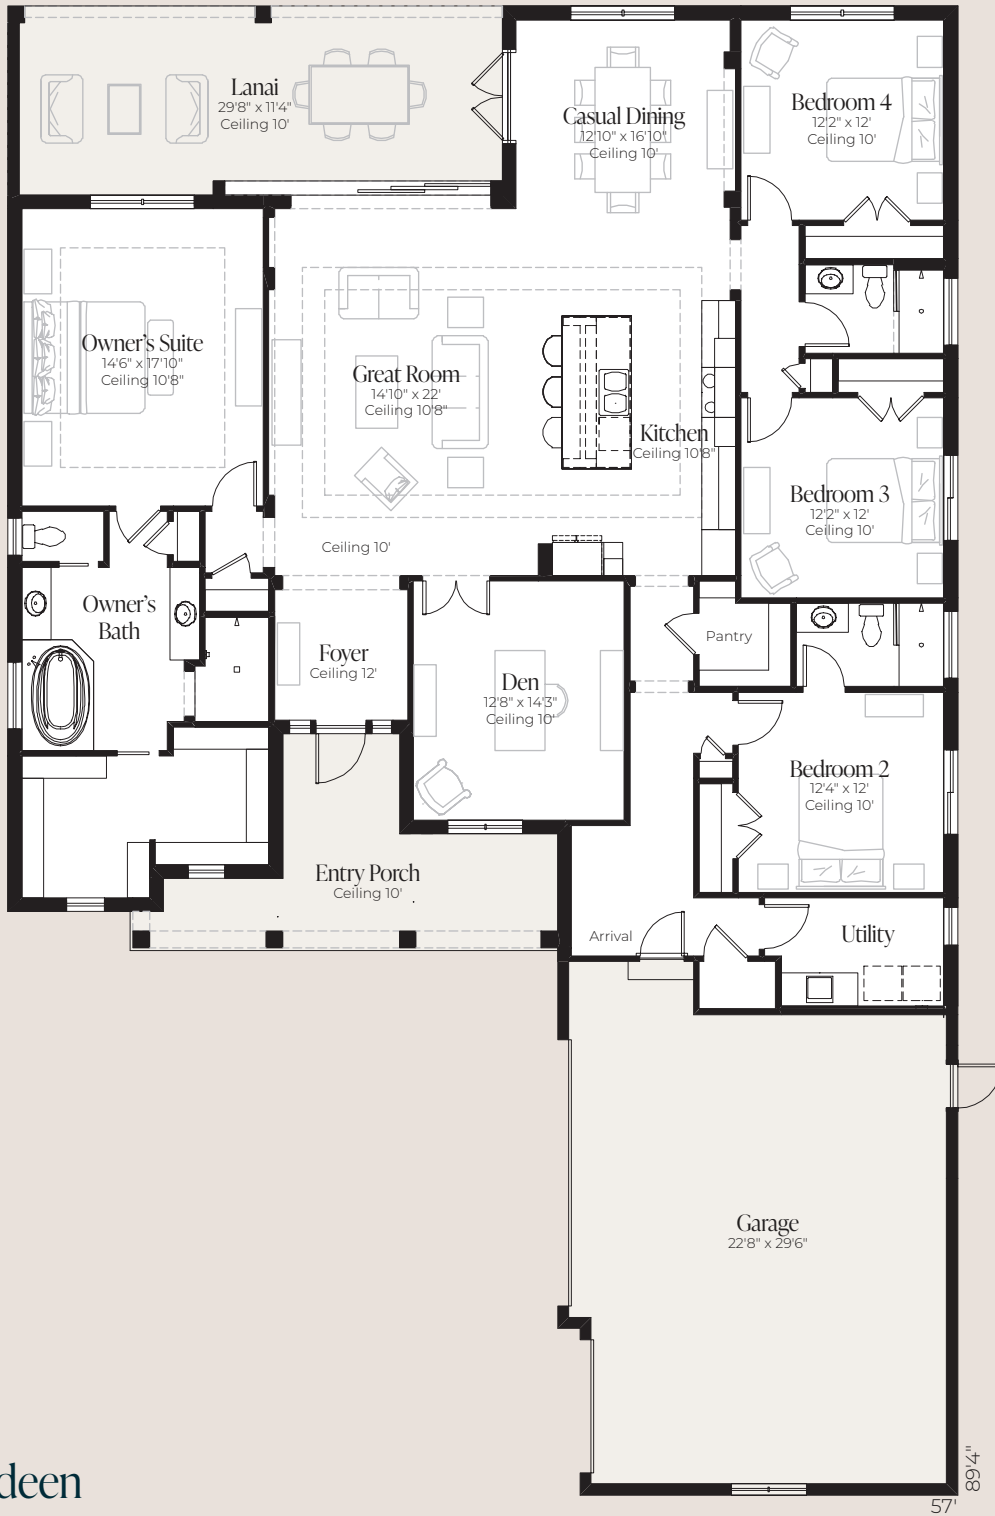 Lanai
29'8" x 11'4"
Ceiling 10'
Casual Dining
12'10" x 16'10"
Ceiling 10'
Bedroom 4
12'2" x 12'
Ceiling 10'
Owner's Suite
14'6" x 17'10"
Ceiling 10'8"
Great Room
14'10" x 22'
Ceiling 10'8"
Kitchen
Ceiling 10'8"
Bedroom 3
12'2" x 12'
Ceiling 10'
Ceiling 10'
Owner's
Bath
Foyer
Ceiling 12'
Den
12'8" x 14'3"
Ceiling 10'
Pantry
Bedroom 2
12'4" x 12'
Ceiling 10'
Entry Porch
Ceiling 10'
Arrival
Utility
Garage
22'8" x 29'6"
deen
89'4"
57'